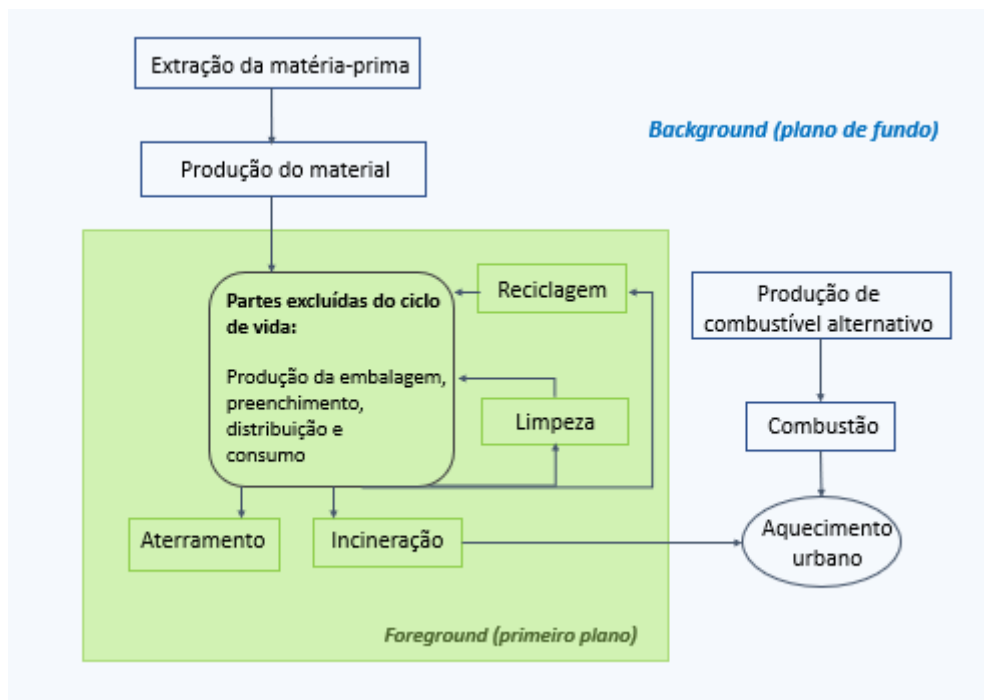 Extração da matéria-prima
Background (plano de fundo)
Produção do material
Partes excluídas do ciclo
de vida:
Produção da embalagem,
preenchimento,
distribuição e
consumo
Reciclagem
Limpeza
Produção de
combustível alternativo
Combustão
Aterramento
Incineração
Aquecimento
urbano
Foreground (primeiro plano)